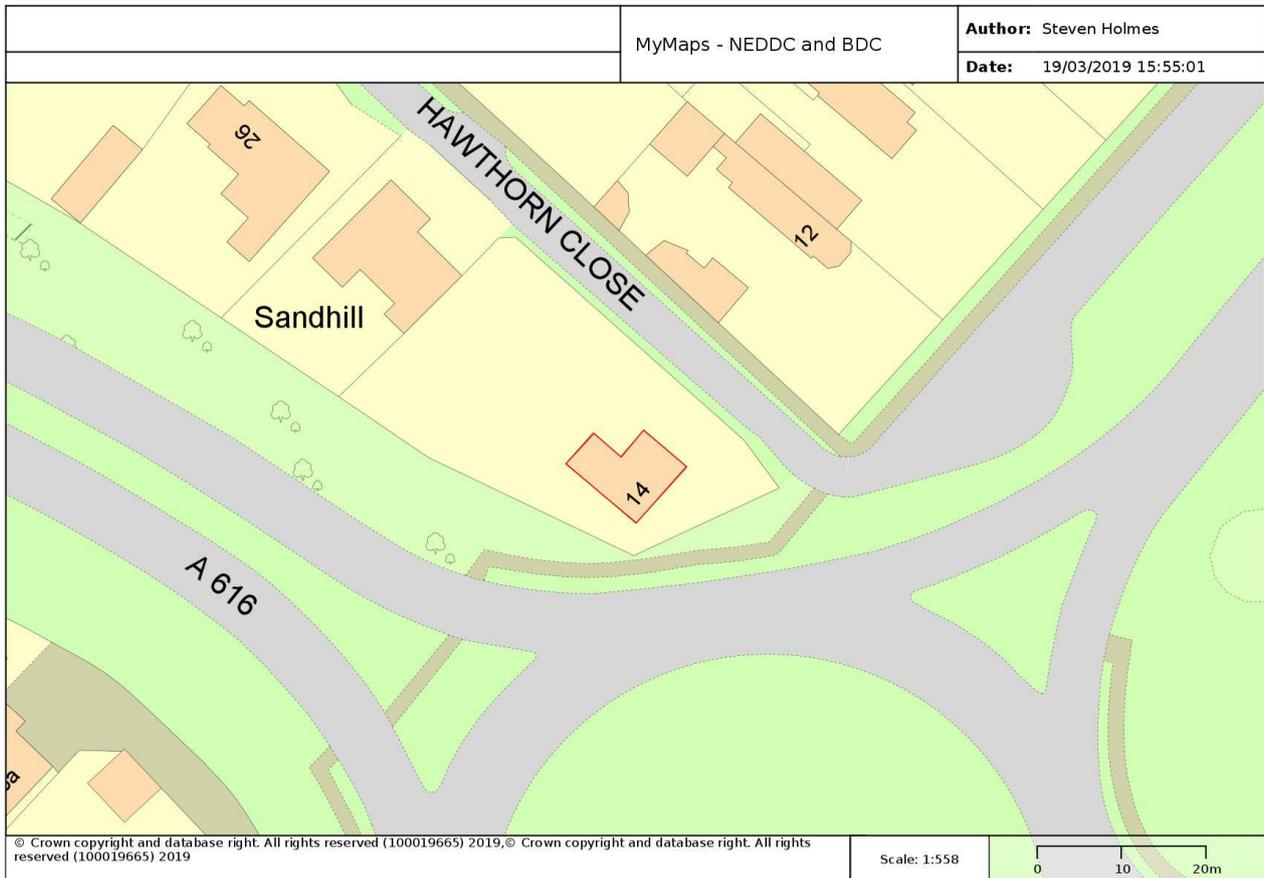 MyMaps - NEDDC and BDC
Author: Steven Holmes
Date: 19/03/2019 15:55:01
HAWTHORN CLOSE
26
12
Sandhill
14
A 616
© Crown copyright and database right. All rights reserved (100019665) 2019,© Crown copyright and database right. All rights
reserved (100019665) 2019
Scale: 1:558
0 10 20m